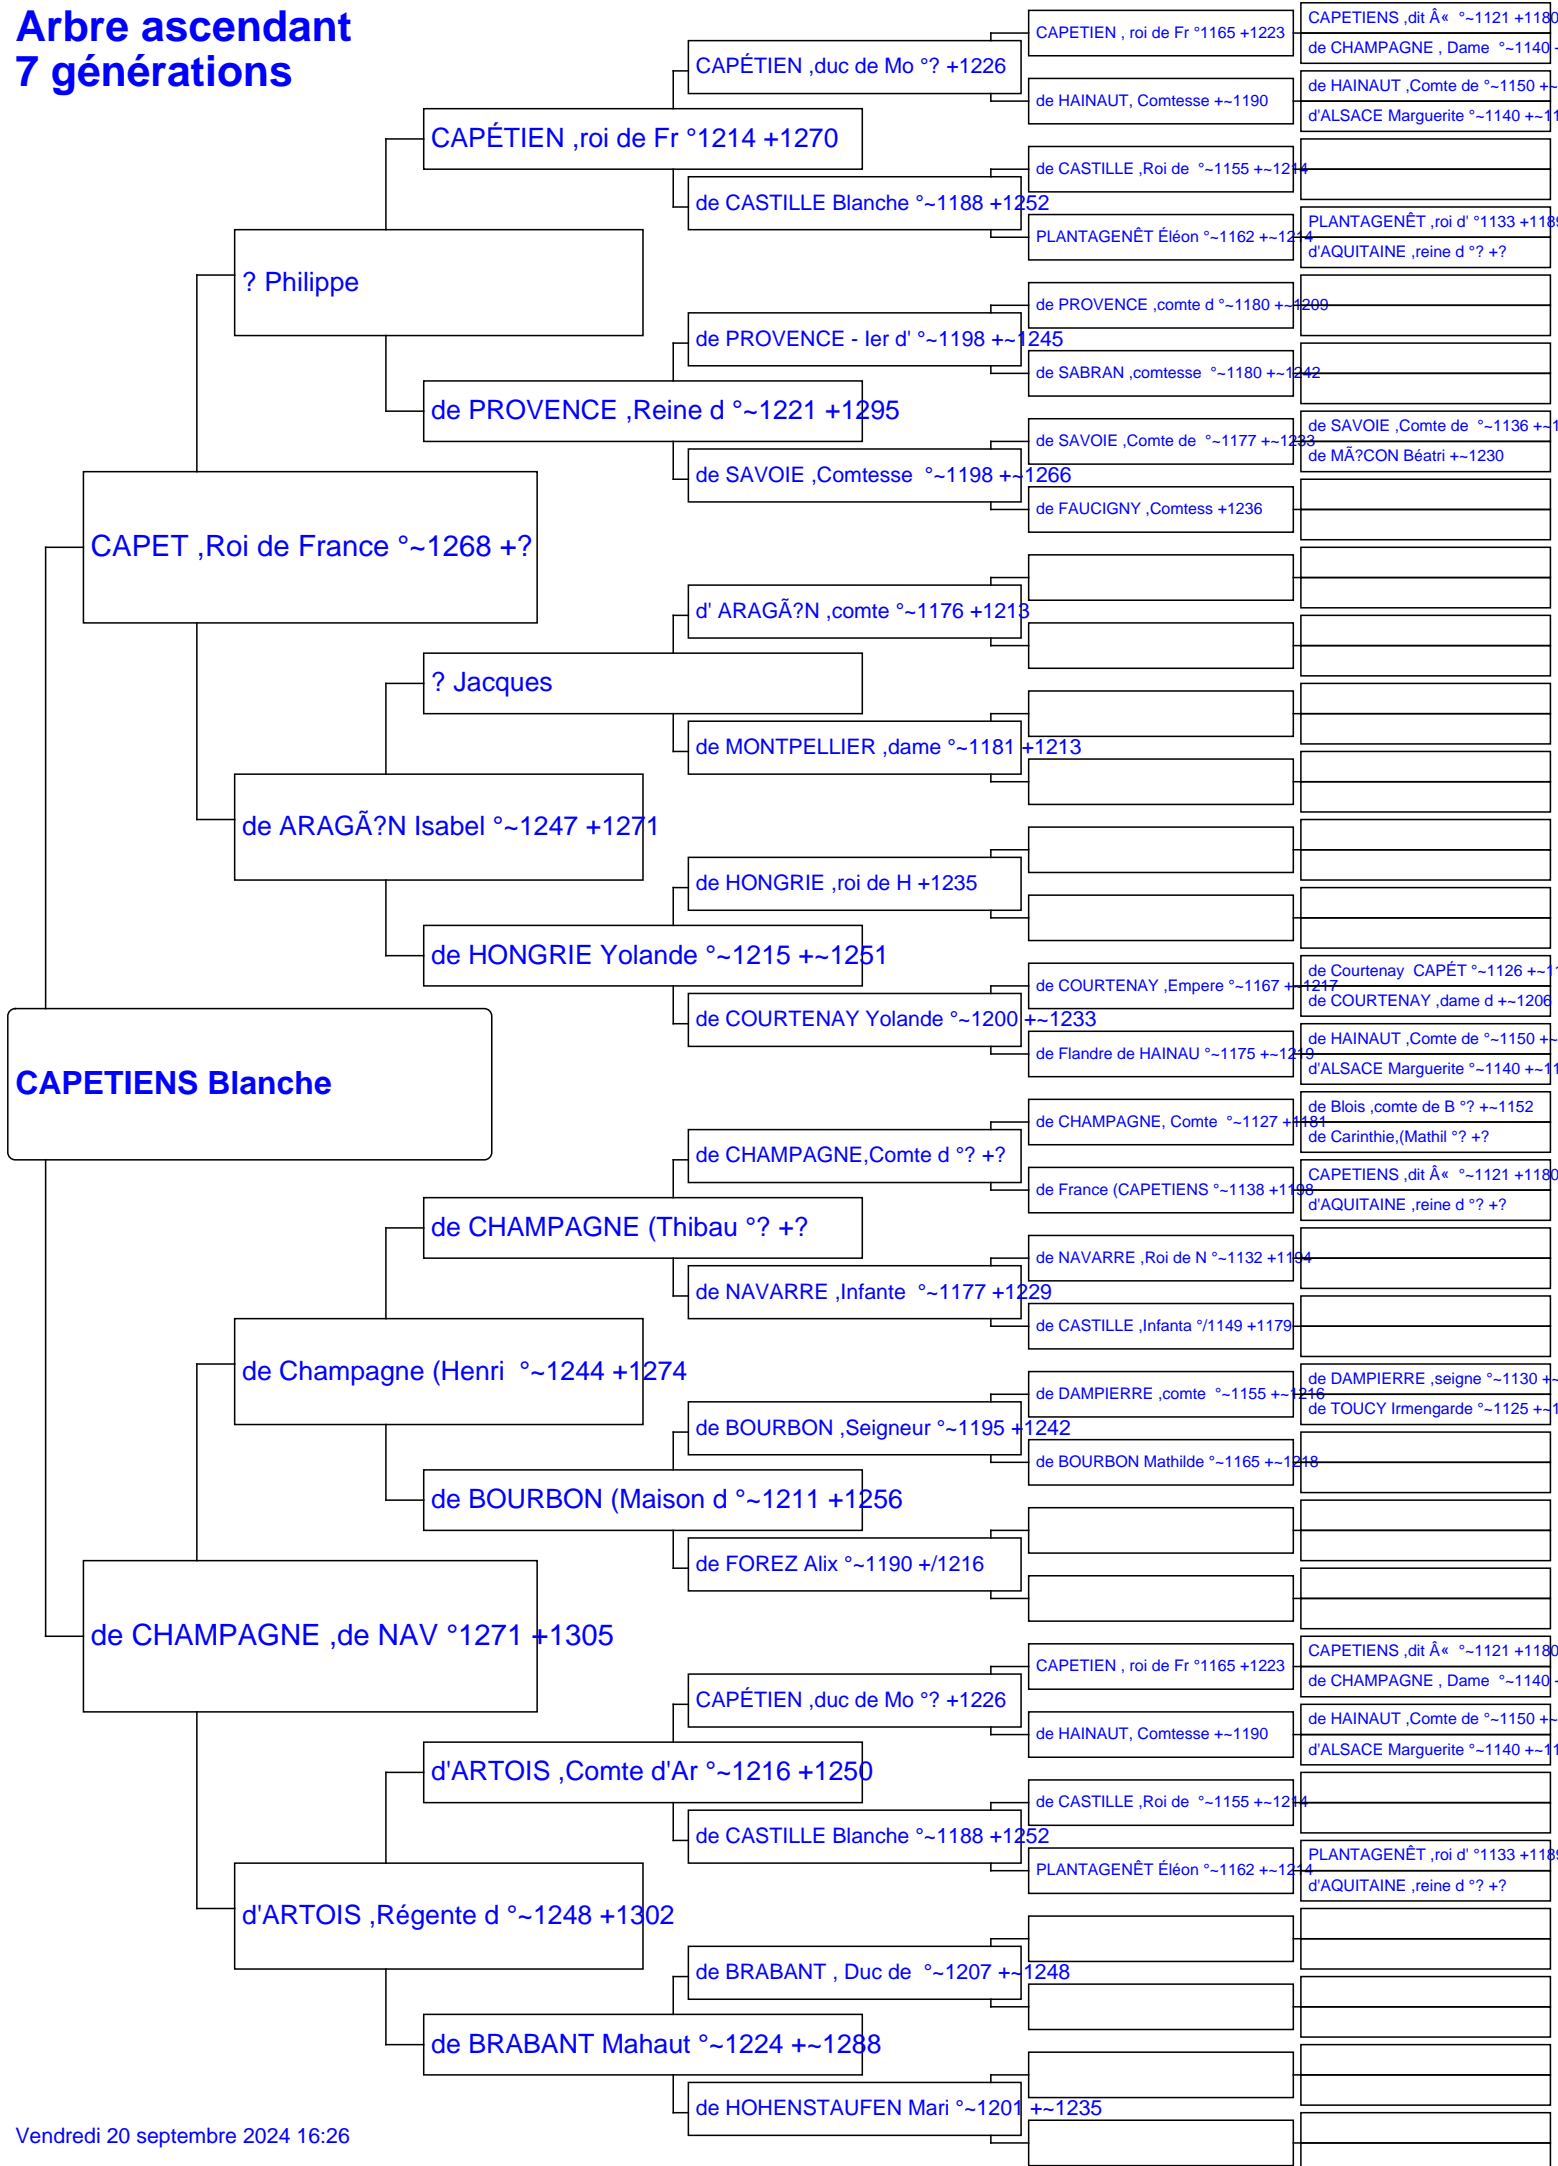 Arbre ascendant
7 générations
CAPETIENS Blanche
CAPET ,Roi de France °~1268 +?
de CHAMPAGNE ,de NAV °1271 +1305
? Philippe
de ARAGÃ?N Isabel °~1247 +1271
de Champagne (Henri °~1244 +1274
d'ARTOIS ,Régente d °~1248 +1302
CAPÉTIEN ,roi de Fr °1214 +1270
de PROVENCE ,Reine d °~1221 +1295
? Jacques
de HONGRIE Yolande °~1215 +~1251
de CHAMPAGNE (Thibau °? +?
de BOURBON (Maison d °~1211 +1256
d'ARTOIS ,Comte d'Ar °~1216 +1250
de BRABANT Mahaut °~1224 +~1288
CAPÉTIEN ,duc de Mo °? +1226
de CASTILLE Blanche °~1188 +1252
de PROVENCE - Ier d' °~1198 +~1245
de SAVOIE ,Comtesse °~1198 +~1266
d' ARAGÃ?N ,comte °~1176 +1213
de MONTPELLIER ,dame °~1181 +1213
de HONGRIE ,roi de H +1235
de COURTENAY Yolande °~1200 +~1233
de CHAMPAGNE,Comte d °? +?
de NAVARRE ,Infante °~1177 +1229
de BOURBON ,Seigneur °~1195 +1242
de FOREZ Alix °~1190 +/1216
CAPÉTIEN ,duc de Mo °? +1226
de CASTILLE Blanche °~1188 +1252
de BRABANT , Duc de °~1207 +~1248
de HOHENSTAUFEN Mari °~1201 +~1235
CAPETIEN , roi de Fr °1165 +1223
de HAINAUT, Comtesse +~1190
de CASTILLE ,Roi de °~1155 +~1214
PLANTAGENÊT Éléon °~1162 +~1214
de PROVENCE ,comte d °~1180 +~1209
de SABRAN ,comtesse °~1180 +~1242
de SAVOIE ,Comte de °~1177 +~1233
de FAUCIGNY ,Comtess +1236
de COURTENAY ,Empere °~1167 +~1217
de Flandre de HAINAU °~1175 +~1219
de CHAMPAGNE, Comte °~1127 +1181
de France (CAPETIENS °~1138 +1198
de NAVARRE ,Roi de N °~1132 +1194
de CASTILLE ,Infanta °/1149 +1179
de DAMPIERRE ,comte °~1155 +~1216
de BOURBON Mathilde °~1165 +~1218
CAPETIEN , roi de Fr °1165 +1223
de HAINAUT, Comtesse +~1190
de CASTILLE ,Roi de °~1155 +~1214
PLANTAGENÊT Éléon °~1162 +~1214
CAPETIENS ,dit Â« °~1121 +1180
de CHAMPAGNE , Dame °~1140
de HAINAUT ,Comte de °~1150 +~
d'ALSACE Marguerite °~1140 +~11
PLANTAGENÊT ,roi d' °1133 +1189
d'AQUITAINE ,reine d °? +?
de SAVOIE ,Comte de °~1136 +~1
de MÃ?CON Béatri +~1230
de Courtenay CAPÉT °~1126 +~11
de COURTENAY ,dame d +~1206
de HAINAUT ,Comte de °~1150 +~
d'ALSACE Marguerite °~1140 +~11
de Blois ,comte de B °? +~1152
de Carinthie,(Mathil °? +?
CAPETIENS ,dit Â« °~1121 +1180
d'AQUITAINE ,reine d °? +?
de DAMPIERRE ,seigne °~1130 +~
de TOUCY Irmengarde °~1125 +~1
CAPETIENS ,dit Â« °~1121 +1180
de CHAMPAGNE , Dame °~1140
de HAINAUT ,Comte de °~1150 +~
d'ALSACE Marguerite °~1140 +~11
PLANTAGENÊT ,roi d' °1133 +1189
d'AQUITAINE ,reine d °? +?
Vendredi 20 septembre 2024 16:26